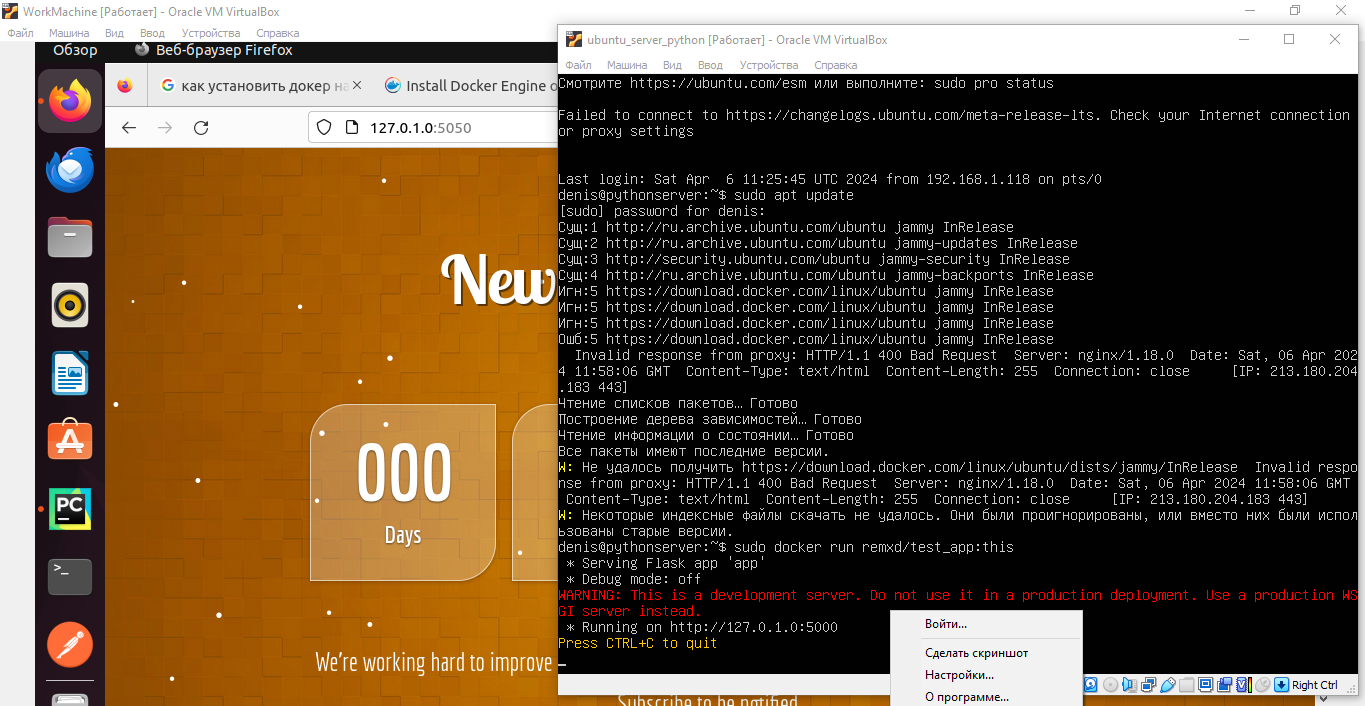 WorkMachine [Работает] - Oracle VM VirtualBox
Файл Машина Вид Ввод Устройства Справка
Обзор Веб-браузер Firefox
как установить докер на
Install Docker Engine o
127.0.1.0:5050
New
000
Days
We're working hard to improve
Subscribe to be notified
PC
>_
ubuntu_server_python [Работает] - Oracle VM VirtualBox
Файл Машина Вид Ввод Устройства Справка
Смотрите https://ubuntu.com/esm или выполните: sudo pro status
Failed to connect to https://changelogs.ubuntu.com/meta-release-lts. Check your Internet connection
or proxy settings
Last login: Sat Apr  6 11:25:45 UTC 2024 from 192.168.1.118 on pts/0
denis@pythonserver:~$ sudo apt update
[sudo] password for denis:
Сущ:1 http://ru.archive.ubuntu.com/ubuntu jammy InRelease
Сущ:2 http://ru.archive.ubuntu.com/ubuntu jammy-updates InRelease
Сущ:3 http://security.ubuntu.com/ubuntu jammy-security InRelease
Сущ:4 http://ru.archive.ubuntu.com/ubuntu jammy-backports InRelease
Игн:5 https://download.docker.com/linux/ubuntu jammy InRelease
Игн:5 https://download.docker.com/linux/ubuntu jammy InRelease
Игн:5 https://download.docker.com/linux/ubuntu jammy InRelease
Ошб:5 https://download.docker.com/linux/ubuntu jammy InRelease
Invalid response from proxy: HTTP/1.1 400 Bad Request  Server: nginx/1.18.0  Date: Sat, 06 Apr 202
4 11:58:06 GMT  Content-Type: text/html  Content-Length: 255  Connection: close     [IP: 213.180.204
.183 443]
Чтение списков пакетов… Готово
Построение дерева зависимостей… Готово
Чтение информации о состоянии… Готово
Все пакеты имеют последние версии.
W: Не удалось получить https://download.docker.com/linux/ubuntu/dists/jammy/InRelease  Invalid respo
nse from proxy: HTTP/1.1 400 Bad Request  Server: nginx/1.18.0  Date: Sat, 06 Apr 2024 11:58:06 GMT
Content-Type: text/html  Content-Length: 255  Connection: close     [IP: 213.180.204.183 443]
W: Некоторые индексные файлы скачать не удалось. Они были проигнорированы, или вместо них были испол
ьзованы старые версии.
denis@pythonserver:~$ sudo docker run remxd/test_app:this
* Serving Flask app 'app'
* Debug mode: off
WARNING: This is a development server. Do not use it in a production deployment. Use a production WS
GI server instead.
* Running on http://127.0.1.0:5000
Press CTRL+C to quit
Войти...
Сделать скриншот
Настройки...
О программе...
Right Ctrl